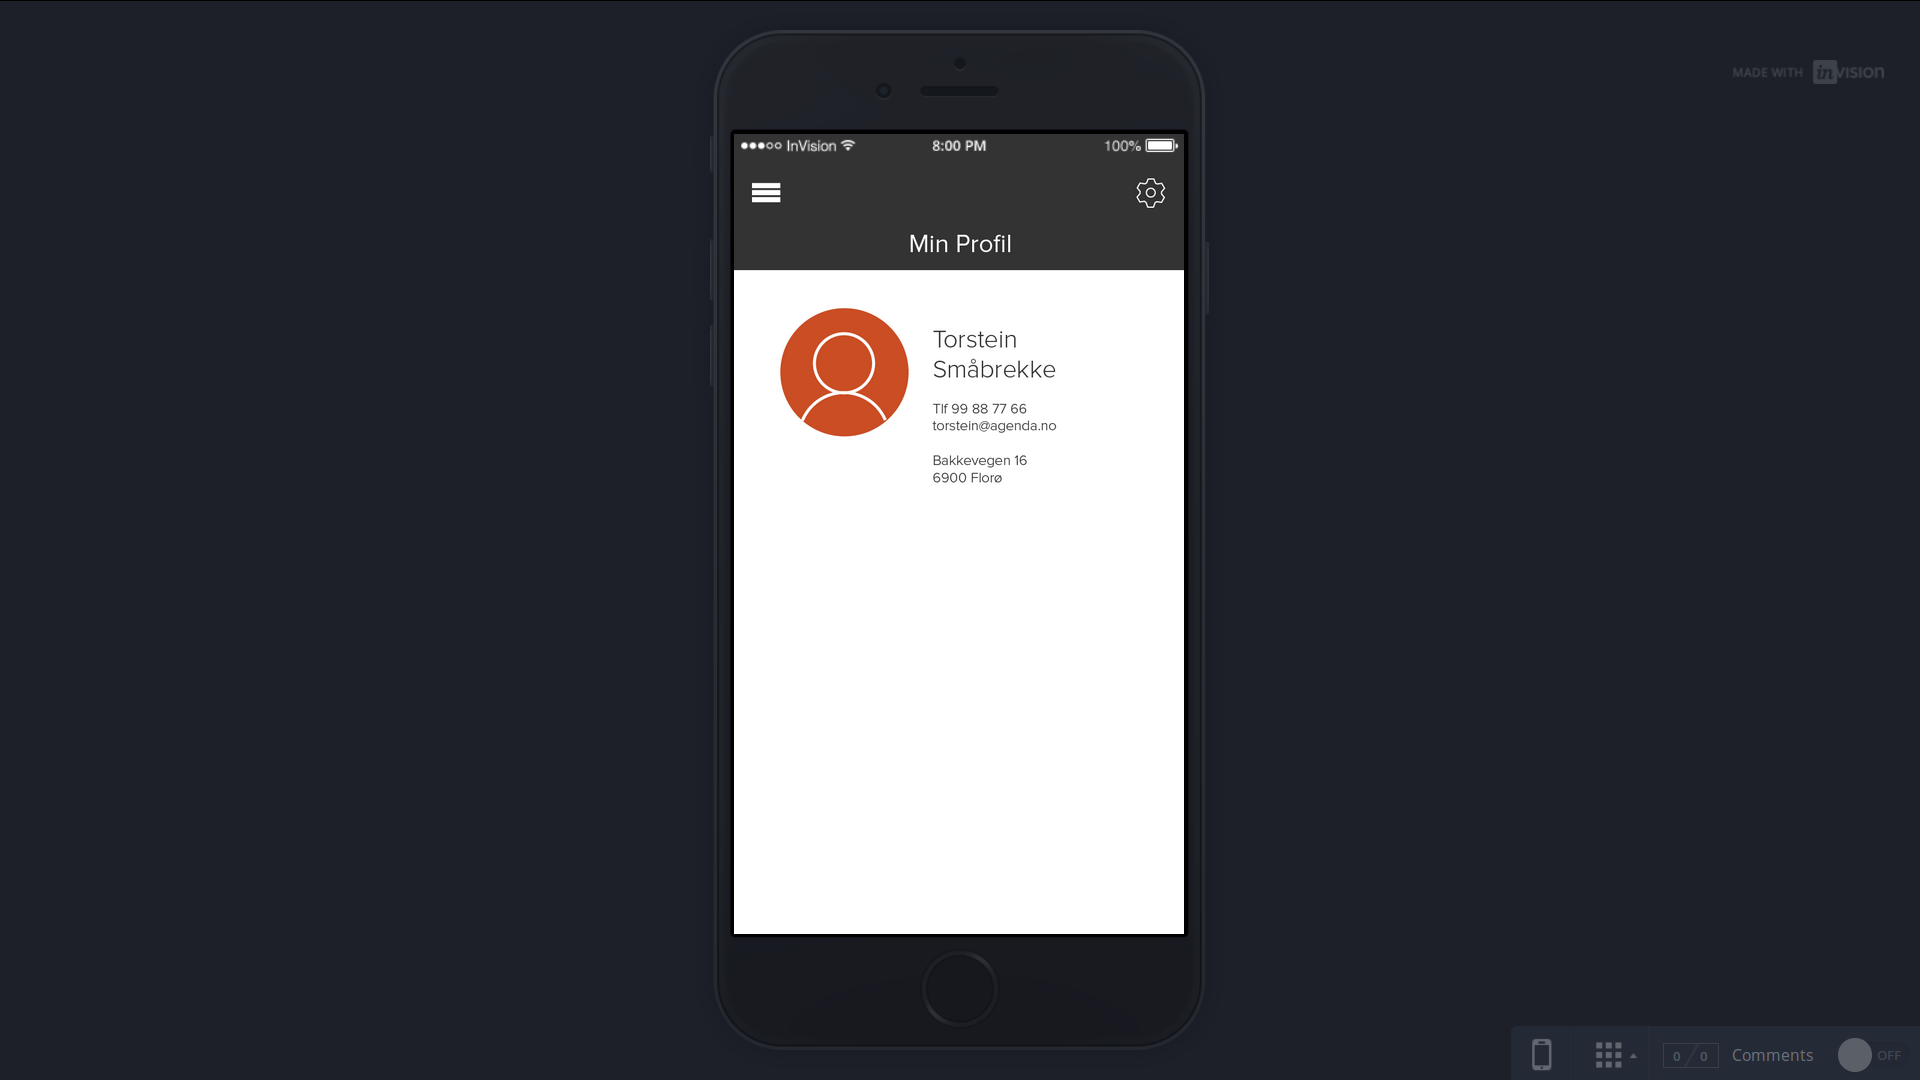 MADE WITH inVISION
InVision 8:00 PM 100%
Min Profil
Torstein
Småbrekke
Tlf 99 88 77 66
torstein@agenda.no
Bakkevegen 16
6900 Florø
0 / 0 Comments OFF